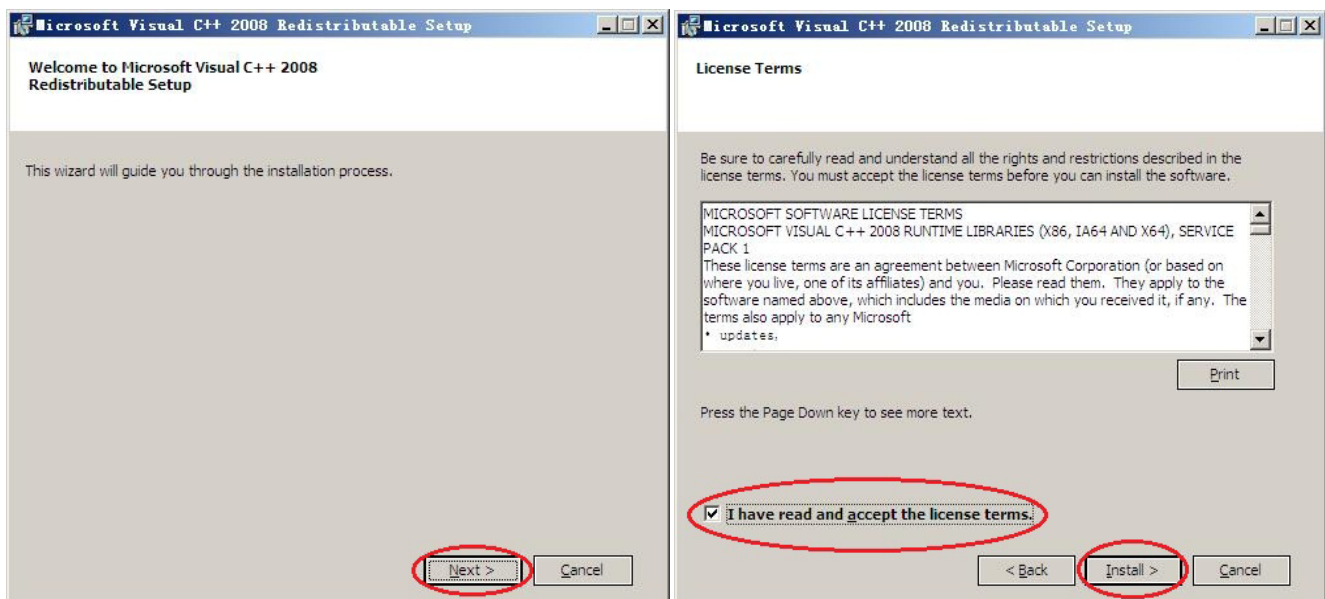 Microsoft Visual C++ 2008 Redistributable Setup
Welcome to Microsoft Visual C++ 2008
Redistributable Setup
This wizard will guide you through the installation process.
Next >
Cancel
Microsoft Visual C++ 2008 Redistributable Setup
License Terms
Be sure to carefully read and understand all the rights and restrictions described in the
license terms. You must accept the license terms before you can install the software.
MICROSOFT SOFTWARE LICENSE TERMS
MICROSOFT VISUAL C++ 2008 RUNTIME LIBRARIES (X86, IA64 AND X64), SERVICE
PACK 1
These license terms are an agreement between Microsoft Corporation (or based on
where you live, one of its affiliates) and you. Please read them. They apply to the
software named above, which includes the media on which you received it, if any. The
terms also apply to any Microsoft
• updates,
Print
Press the Page Down key to see more text.
I have read and accept the license terms.
< Back
Install >
Cancel